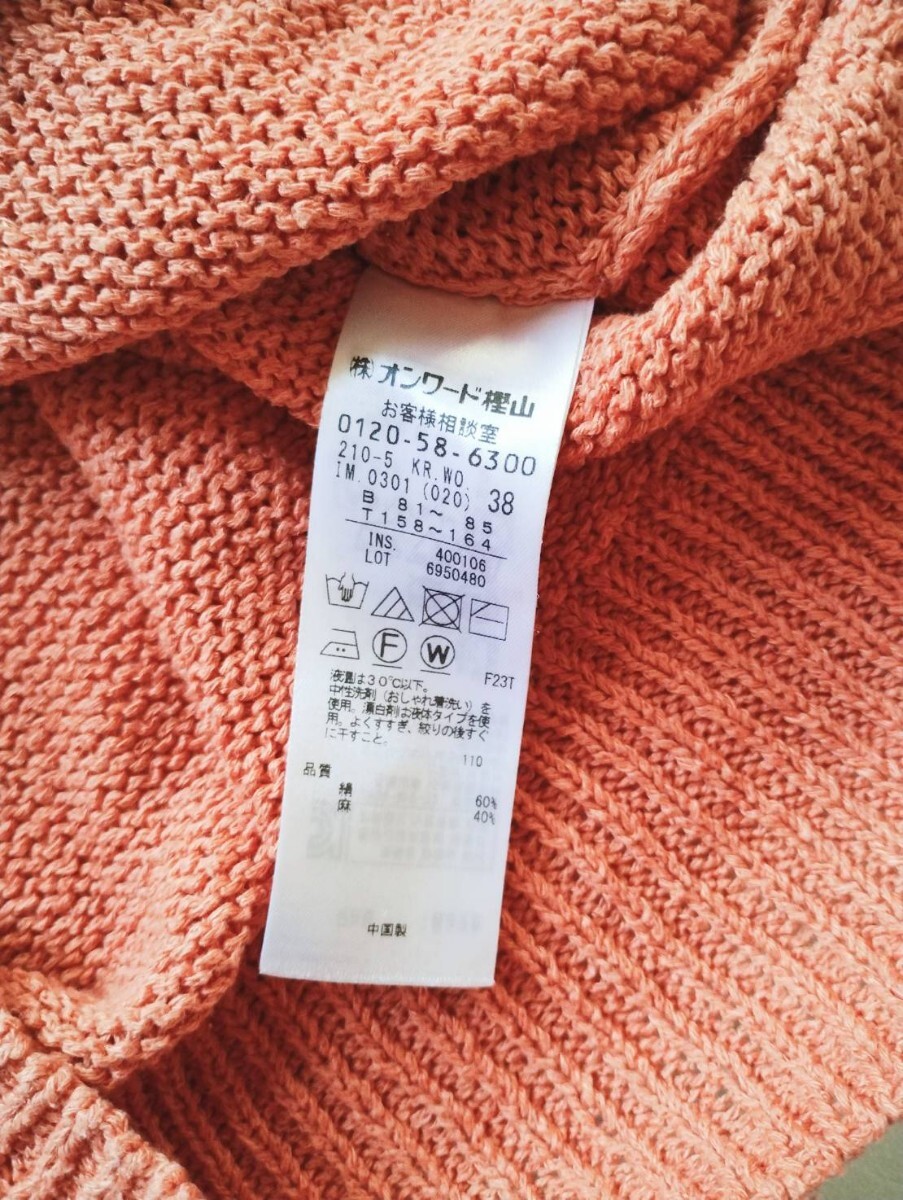 (株)オンワード樫山
お客様相談室
0120-58-6300
210-5 KR.WO.
IM.0301 (020) 38
B 81～ 85
T158～164
INS. 400106
LOT 6950480
F W
F23T
液温は30℃以下。
中性洗剤（おしゃれ着洗い）を
使用。漂白剤は液体タイプを使
用。よくすすぎ、絞りの後すぐ
に干すこと。
110
品質
絹 60%
麻 40%
中国製